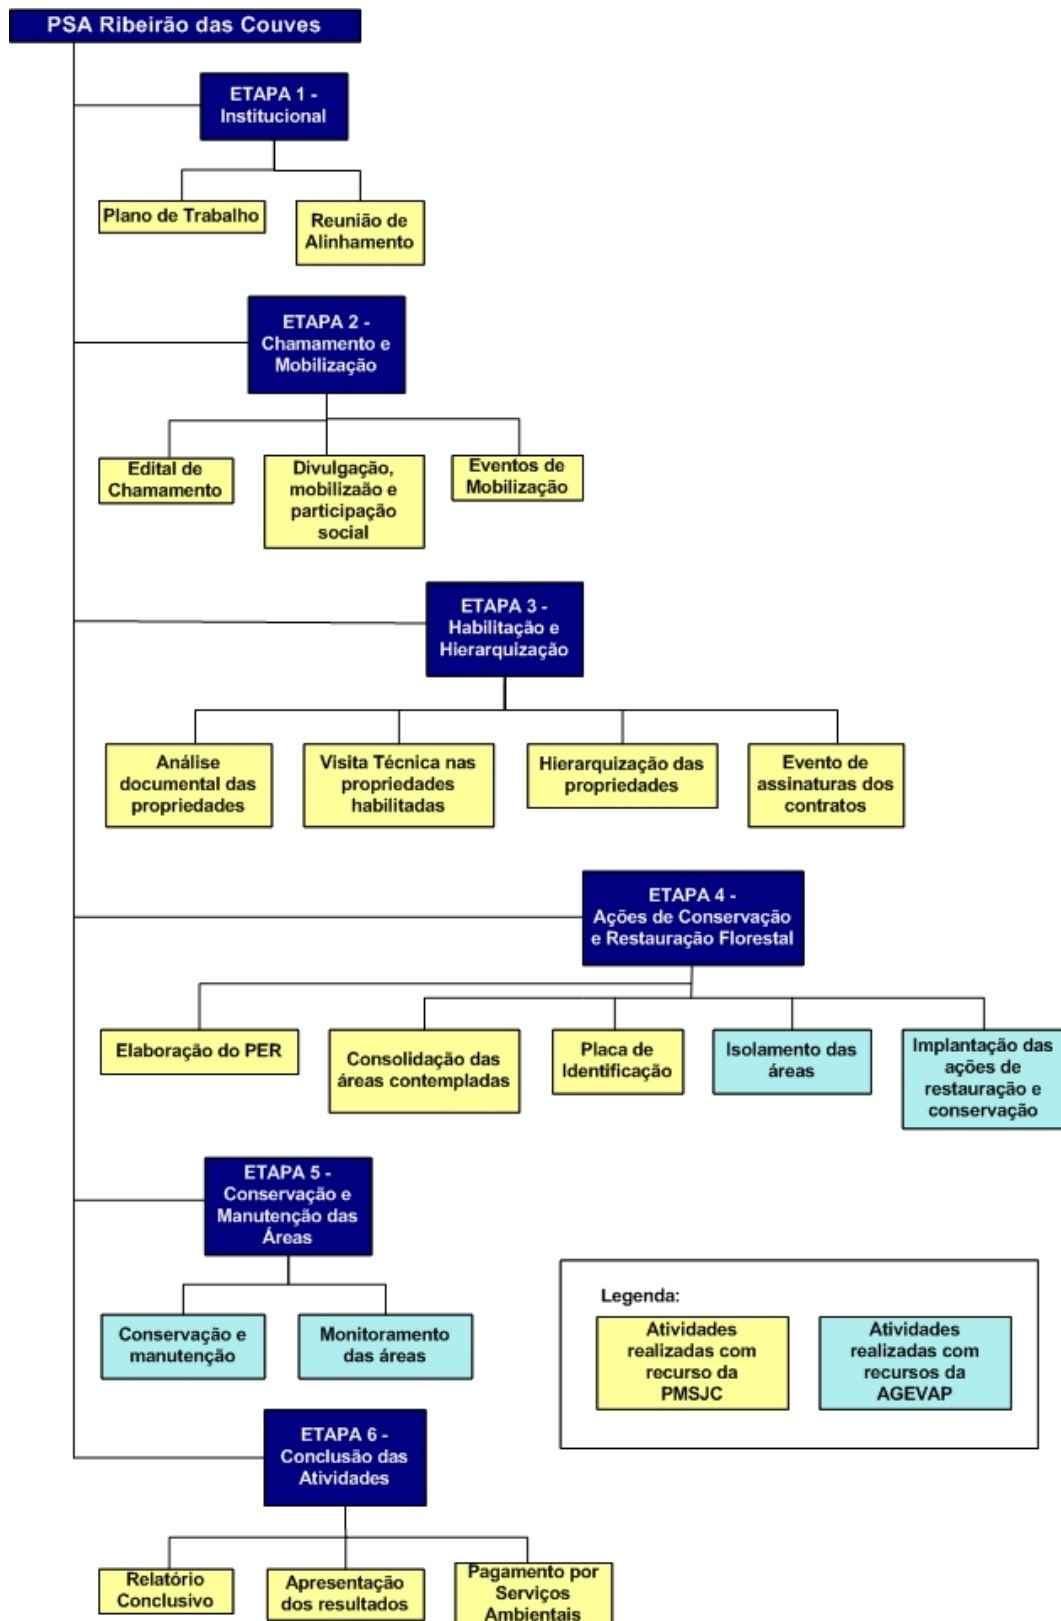 PSA Ribeirão das Couves
ETAPA 1 -
Institucional
Plano de Trabalho
Reunião de
Alinhamento
ETAPA 2 -
Chamamento e
Mobilização
Edital de
Chamamento
Divulgação,
mobilizaão e
participação
social
Eventos de
Mobilização
ETAPA 3 -
Habilitação e
Hierarquização
Análise
documental das
propriedades
Visita Técnica nas
propriedades
habilitadas
Hierarquização das
propriedades
Evento de
assinaturas dos
contratos
ETAPA 4 -
Ações de Conservação
e Restauração Florestal
Elaboração do PER
Consolidação das
áreas contempladas
Placa de
Identificação
Isolamento das
áreas
Implantação das
ações de
restauração e
conservação
ETAPA 5 -
Conservação e
Manutenção das
Áreas
Conservação e
manutenção
Monitoramento
das áreas
Legenda:
Atividades
realizadas com
recurso da
PMSJC
Atividades
realizadas com
recursos da
AGEVAP
ETAPA 6 -
Conclusão das
Atividades
Relatório
Conclusivo
Apresentação
dos resultados
Pagamento por
Serviços
Ambientais